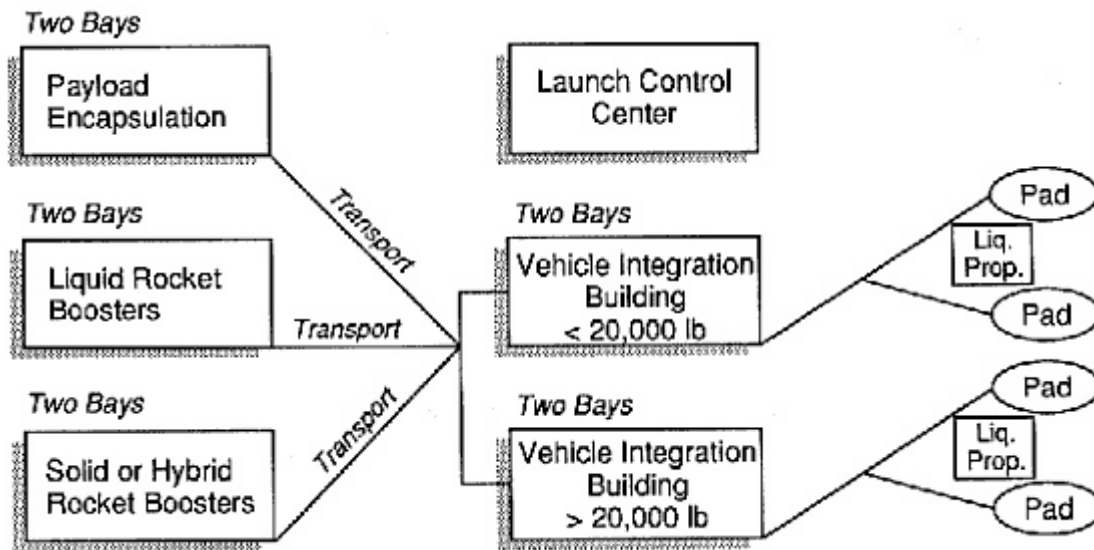 Two Bays
Payload
Encapsulation
Launch Control
Center
Transport
Two Bays
Liquid Rocket
Boosters
Transport
Two Bays
Vehicle Integration
Building
< 20,000 lb
Pad
Liq.
Prop.
Pad
Two Bays
Solid or Hybrid
Rocket Boosters
Transport
Two Bays
Vehicle Integration
Building
> 20,000 lb
Pad
Liq.
Prop.
Pad